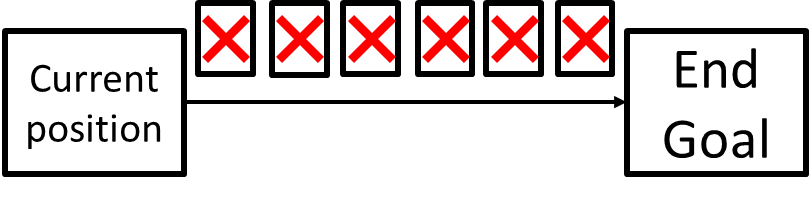 Current
position
End
Goal